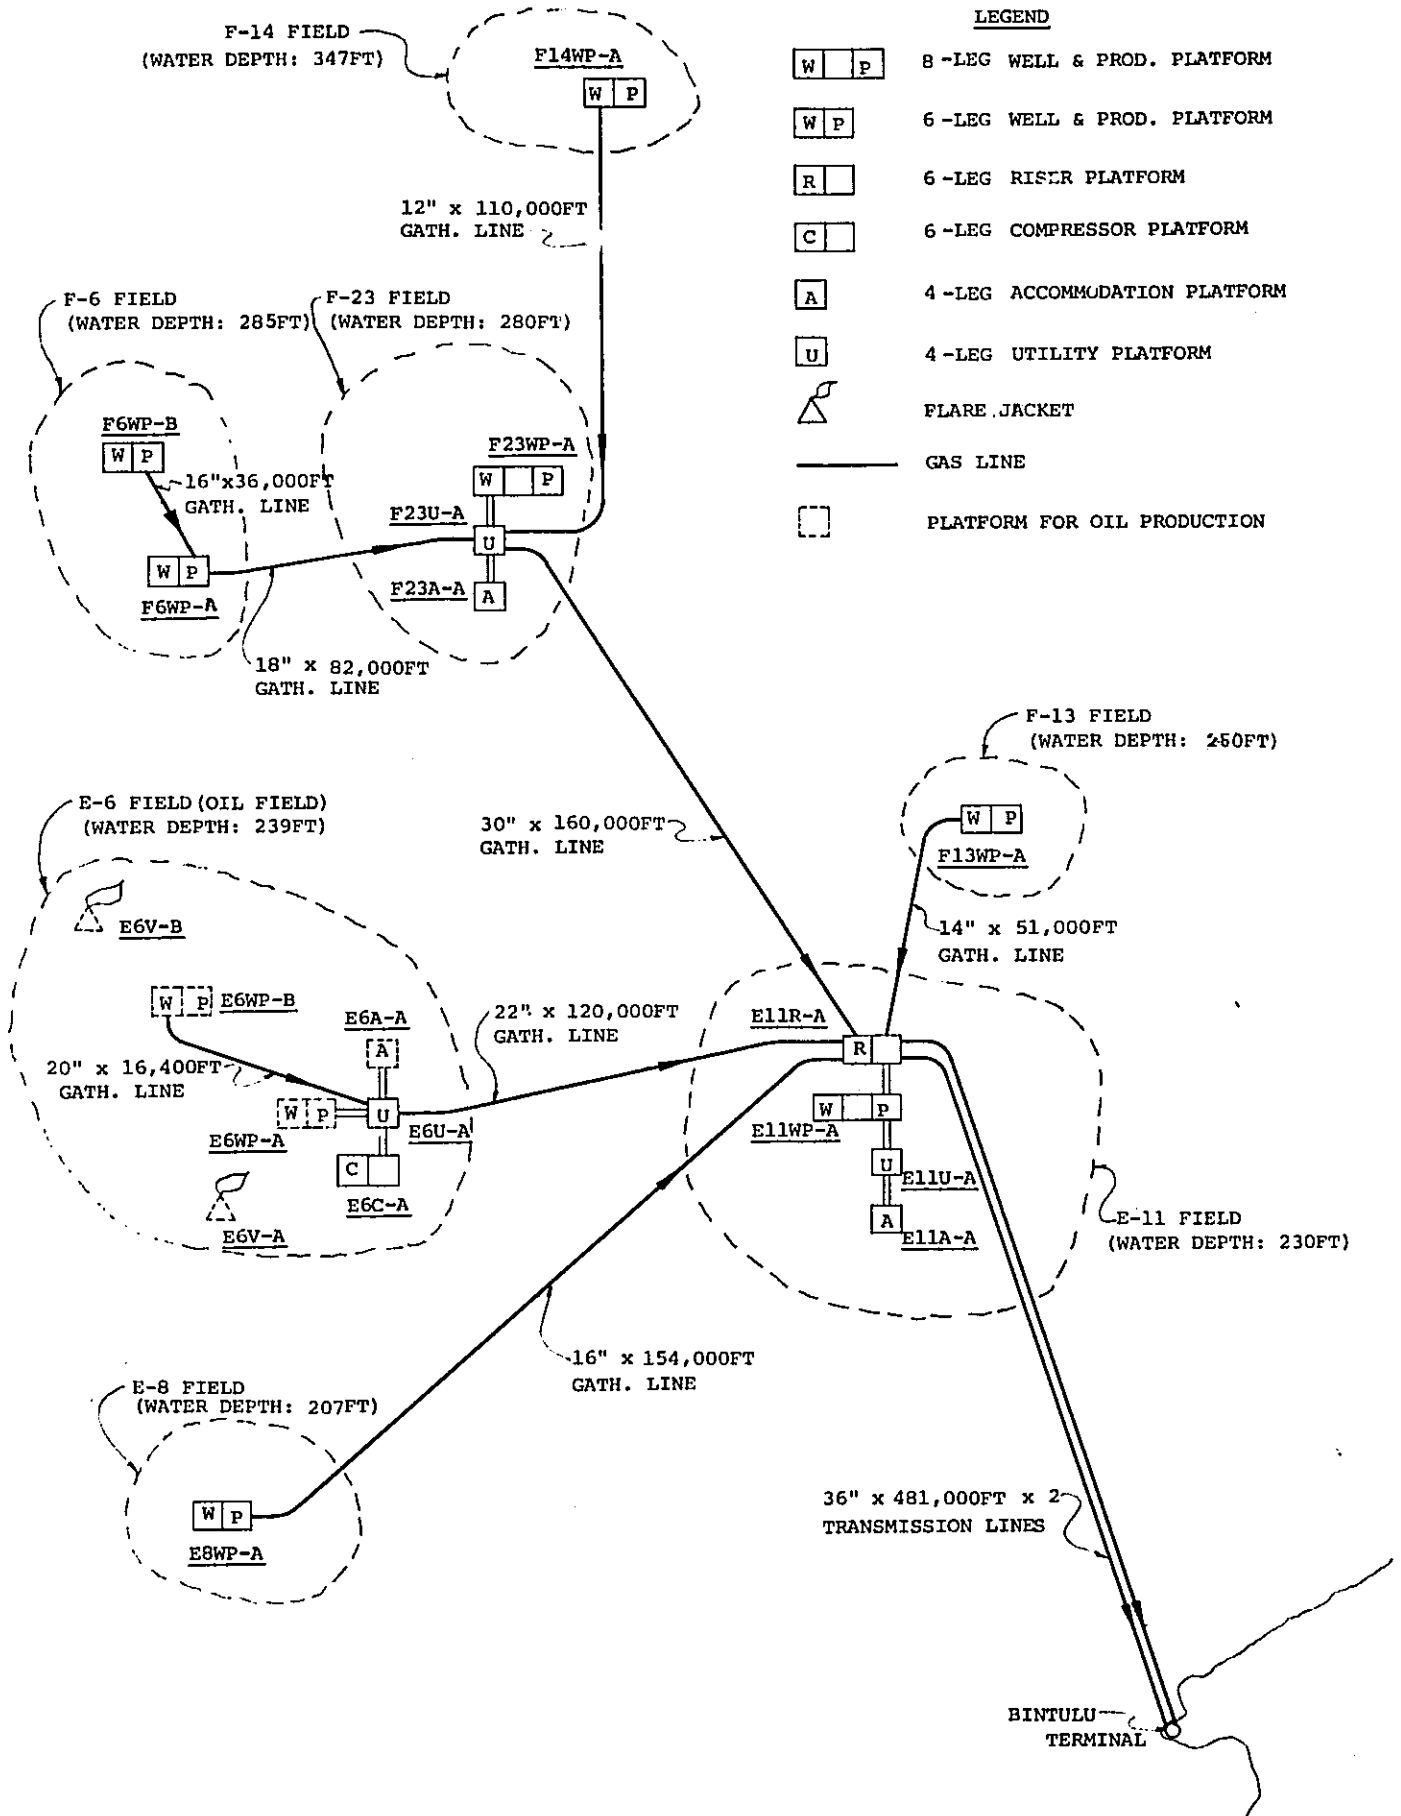 LEGEND
W P 8-LEG WELL & PROD. PLATFORM
W P 6-LEG WELL & PROD. PLATFORM
R 6-LEG RISER PLATFORM
C 6-LEG COMPRESSOR PLATFORM
A 4-LEG ACCOMMODATION PLATFORM
U 4-LEG UTILITY PLATFORM
FLARE JACKET
GAS LINE
PLATFORM FOR OIL PRODUCTION
F-14 FIELD
(WATER DEPTH: 347FT)
F14WP-A
W P
12" x 110,000FT
GATH. LINE
F-6 FIELD
(WATER DEPTH: 285FT)
F-23 FIELD
(WATER DEPTH: 280FT)
F6WP-B
W P
16"x36,000FT
GATH. LINE
W P
F6WP-A
F23WP-A
W P
F23U-A
U
F23A-A
A
18" x 82,000FT
GATH. LINE
F-13 FIELD
(WATER DEPTH: 260FT)
W P
F13WP-A
14" x 51,000FT
GATH. LINE
30" x 160,000FT
GATH. LINE
E-6 FIELD (OIL FIELD)
(WATER DEPTH: 239FT)
E6V-B
W P E6WP-B
E6A-A
A
20" x 16,400FT
GATH. LINE
22" x 120,000FT
GATH. LINE
W P
U
E6WP-A
E6U-A
C
E6C-A
E6V-A
E11R-A
R
W P
E11WP-A
U
E11U-A
A
E11A-A
E-11 FIELD
(WATER DEPTH: 230FT)
16" x 154,000FT
GATH. LINE
E-8 FIELD
(WATER DEPTH: 207FT)
W P
E8WP-A
36" x 481,000FT x 2
TRANSMISSION LINES
BINTULU
TERMINAL